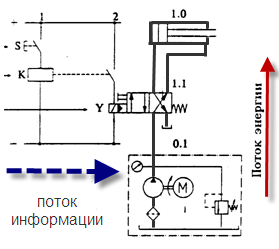 1 2 1.0
S
K
1.1
Y
0.1
M
поток
информации
Поток энергии